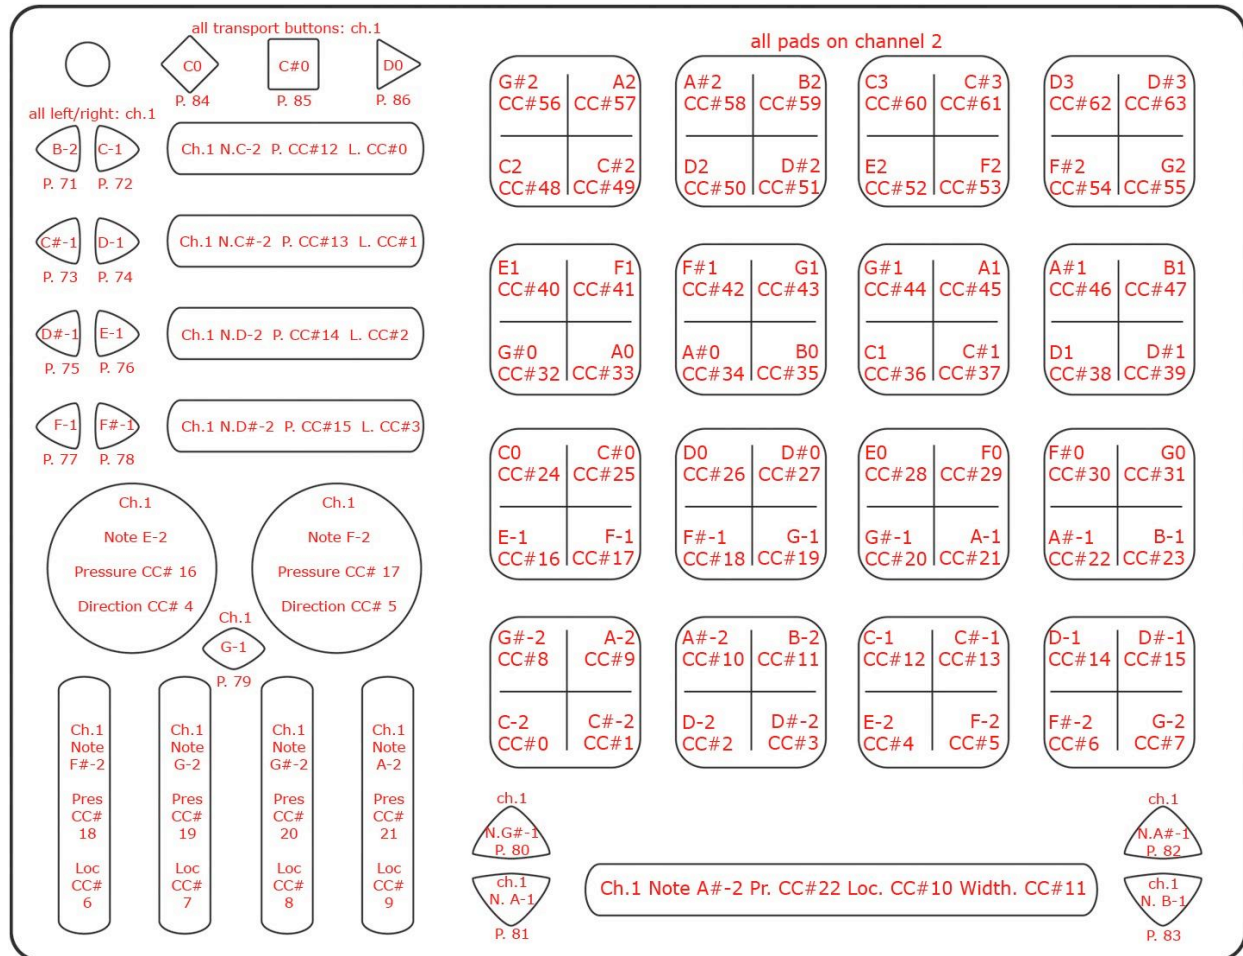 all transport buttons: ch.1
C0
C#0
D0
P. 84
P. 85
P. 86
all left/right: ch.1
B-2
C-1
P. 71
P. 72
Ch.1 N.C-2 P. CC#12 L. CC#0
C#-1
D-1
P. 73
P. 74
Ch.1 N.C#-2 P. CC#13 L. CC#1
D#-1
E-1
P. 75
P. 76
Ch.1 N.D-2 P. CC#14 L. CC#2
F-1
F#-1
P. 77
P. 78
Ch.1 N.D#-2 P. CC#15 L. CC#3
Ch.1
Note E-2
Pressure CC# 16
Direction CC# 4
Ch.1
Note F-2
Pressure CC# 17
Direction CC# 5
Ch.1
G-1
P. 79
Ch.1
Note
F#-2
Pres
CC#
18
Loc
CC#
6
Ch.1
Note
G-2
Pres
CC#
19
Loc
CC#
7
Ch.1
Note
G#-2
Pres
CC#
20
Loc
CC#
8
Ch.1
Note
A-2
Pres
CC#
21
Loc
CC#
9
all pads on channel 2
G#2 A2
CC#56 CC#57
C2 C#2
CC#48 CC#49
A#2 B2
CC#58 CC#59
D2 D#2
CC#50 CC#51
C3 C#3
CC#60 CC#61
E2 F2
CC#52 CC#53
D3 D#3
CC#62 CC#63
F#2 G2
CC#54 CC#55
E1 F1
CC#40 CC#41
G#0 A0
CC#32 CC#33
F#1 G1
CC#42 CC#43
A#0 B0
CC#34 CC#35
G#1 A1
CC#44 CC#45
C1 C#1
CC#36 CC#37
A#1 B1
CC#46 CC#47
D1 D#1
CC#38 CC#39
C0 C#0
CC#24 CC#25
E-1 F-1
CC#16 CC#17
D0 D#0
CC#26 CC#27
F#-1 G-1
CC#18 CC#19
E0 F0
CC#28 CC#29
G#-1 A-1
CC#20 CC#21
F#0 G0
CC#30 CC#31
A#-1 B-1
CC#22 CC#23
G#-2 A-2
CC#8 CC#9
C-2 C#-2
CC#0 CC#1
A#-2 B-2
CC#10 CC#11
D-2 D#-2
CC#2 CC#3
C-1 C#-1
CC#12 CC#13
E-2 F-2
CC#4 CC#5
D-1 D#-1
CC#14 CC#15
F#-2 G-2
CC#6 CC#7
ch.1
N.G#-1
P. 80
ch.1
N. A-1
P. 81
Ch.1 Note A#-2 Pr. CC#22 Loc. CC#10 Width. CC#11
ch.1
N.A#-1
P. 82
ch.1
N. B-1
P. 83